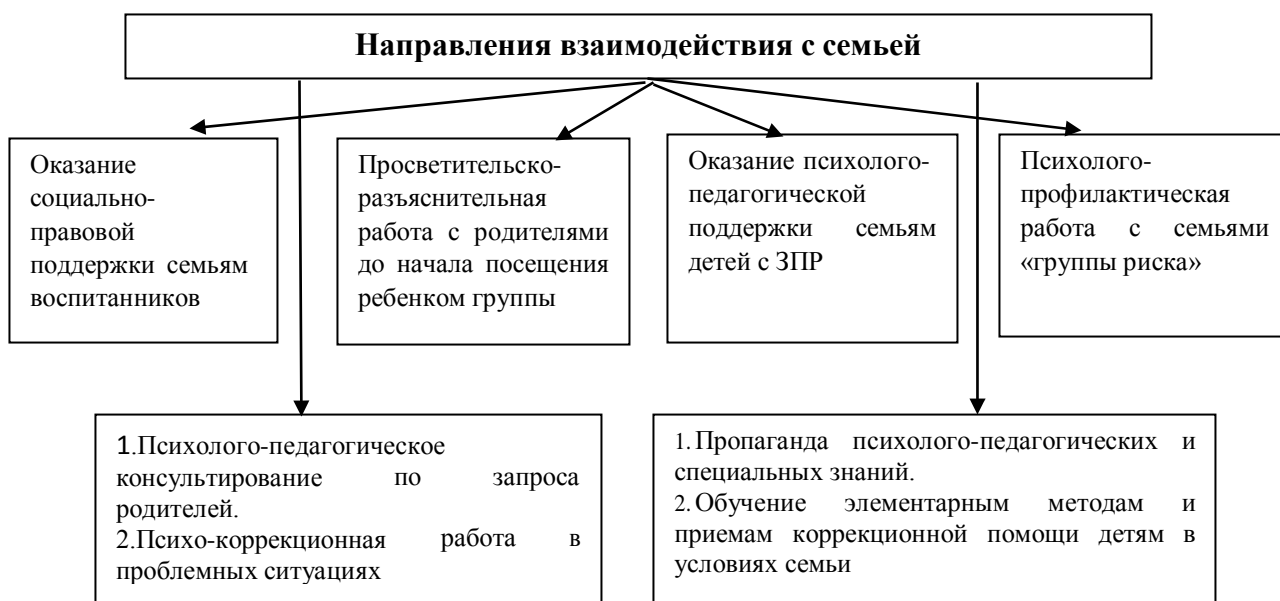 Направления взаимодействия с семьей
Оказание
социально-
правовой
поддержки семьям
воспитанников
Просветительско-
разъяснительная
работа с родителями
до начала посещения
ребенком группы
Оказание психолого-
педагогической
поддержки семьям
детей с ЗПР
Психолого-
профилактическая
работа с семьями
«группы риска»
1.Психолого-педагогическое
консультирование по запроса
родителей.
2.Психо-коррекционная работа в
проблемных ситуациях
1. Пропаганда психолого-педагогических и
специальных знаний.
2. Обучение элементарным методам и
приемам коррекционной помощи детям в
условиях семьи